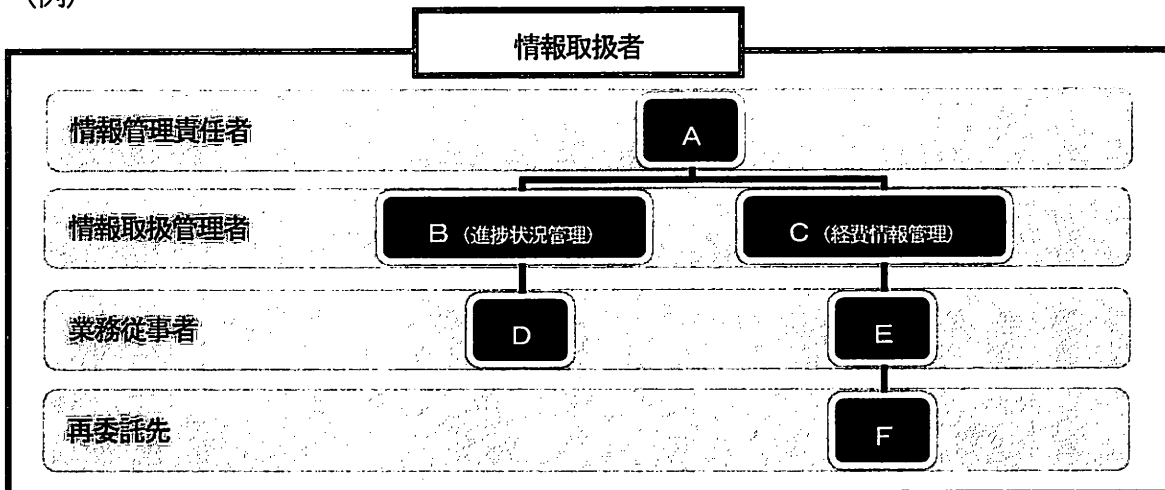 (例)
情報取扱者
情報管理責任者
A
情報取扱管理者
B (進捗状況管理)
C (経費情報管理)
業務従事者
D
E
再委託先
F